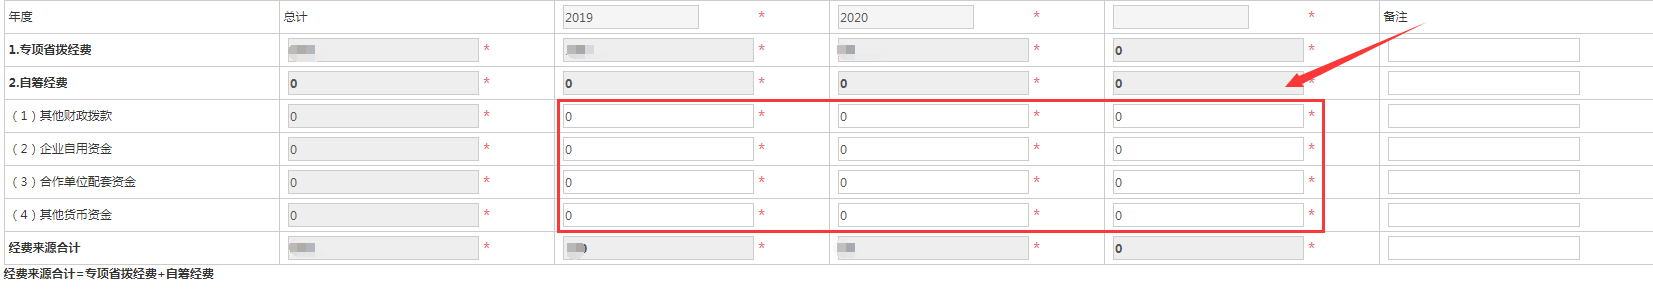 年度 总计 2019 * 2020 * * 备注
1.专项省拨经费 * * * 0 *
2.自筹经费 0 * 0 * 0 * 0 *
（1）其他财政拨款 0 * 0 * 0 * 0 *
（2）企业自用资金 0 * 0 * 0 * 0 *
（3）合作单位配套资金 0 * 0 * 0 * 0 *
（4）其他货币资金 0 * 0 * 0 * 0 *
经费来源合计 * * * 0 *
经费来源合计=专项省拨经费+自筹经费